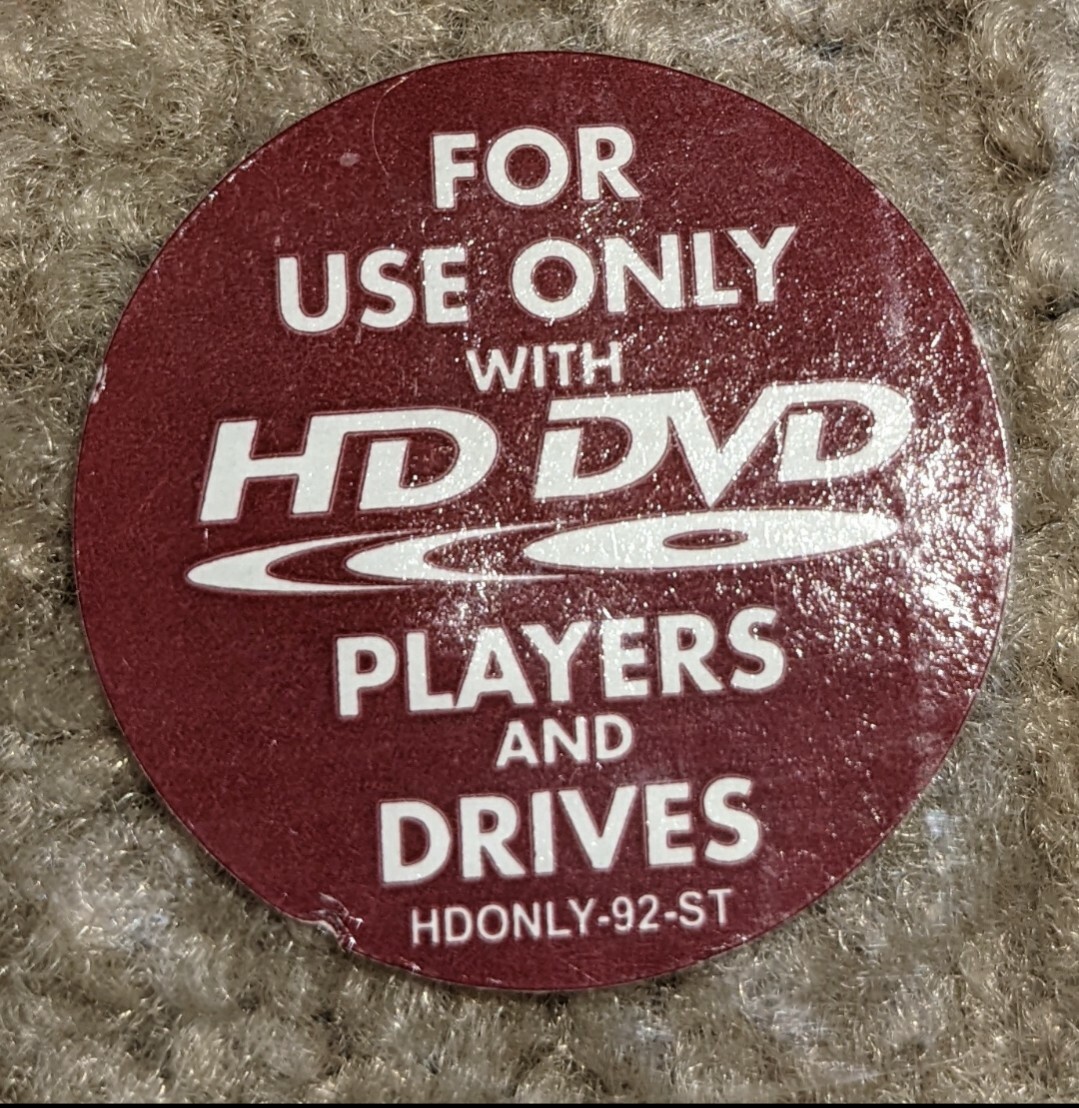 FOR
USE ONLY
WITH
HD DVD
PLAYERS
AND
DRIVES
HDONLY-92-ST